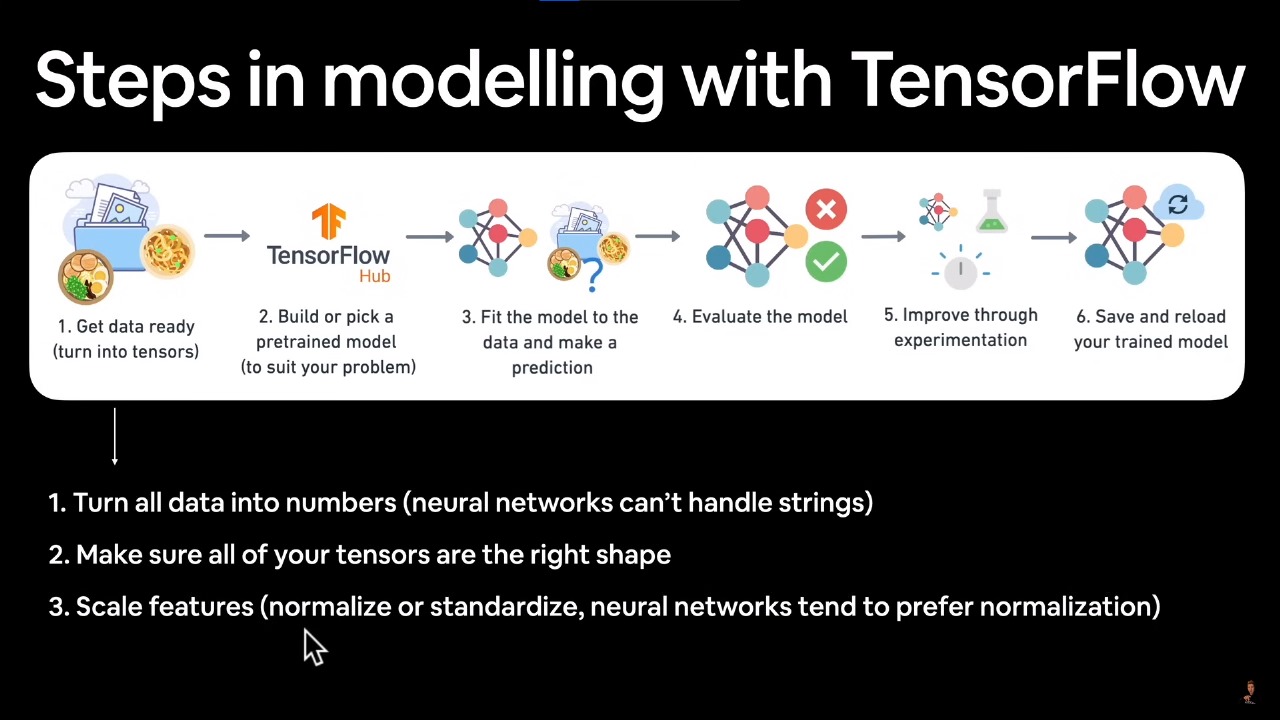 Steps in modelling with TensorFlow
TensorFlow
Hub
1. Get data ready
(turn into tensors)
2. Build or pick a
pretrained model
(to suit your problem)
3. Fit the model to the
data and make a
prediction
4. Evaluate the model
5. Improve through
experimentation
6. Save and reload
your trained model
1. Turn all data into numbers (neural networks can’t handle strings)
2. Make sure all of your tensors are the right shape
3. Scale features (normalize or standardize, neural networks tend to prefer normalization)